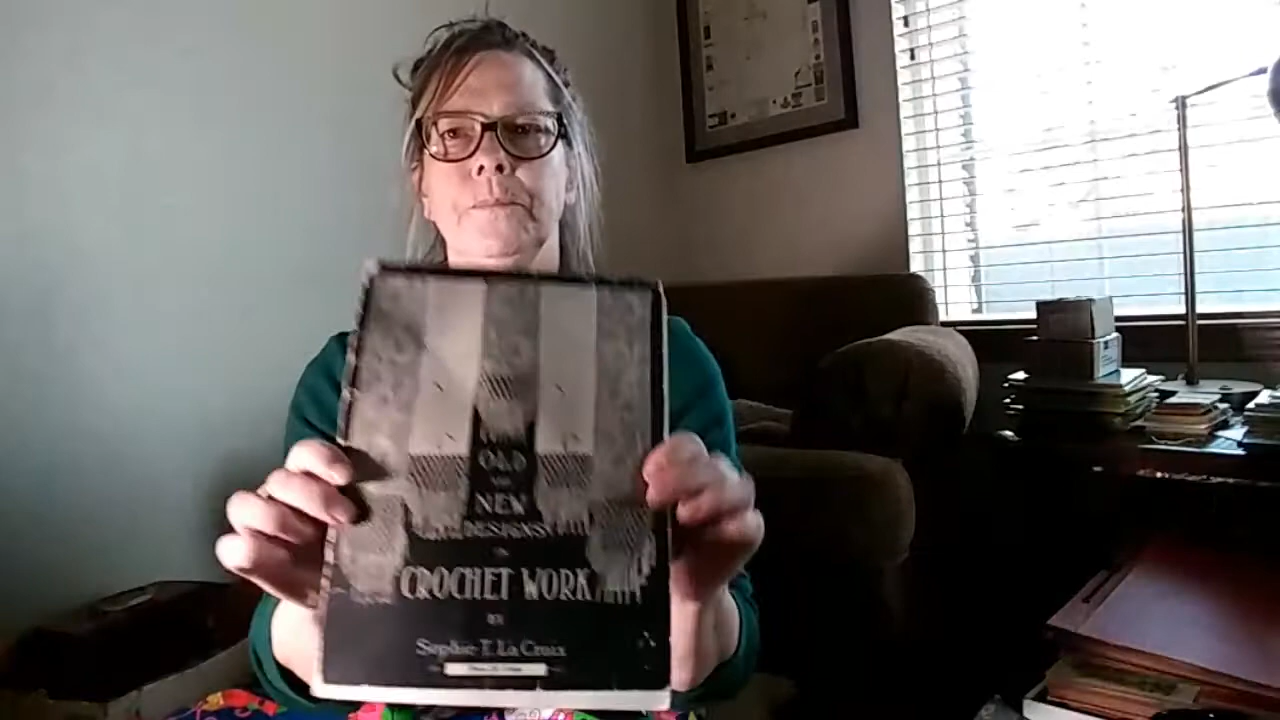 OLD
AND
NEW
DESIGNS
IN
CROCHET WORK
BY
Sophie T. La Croix